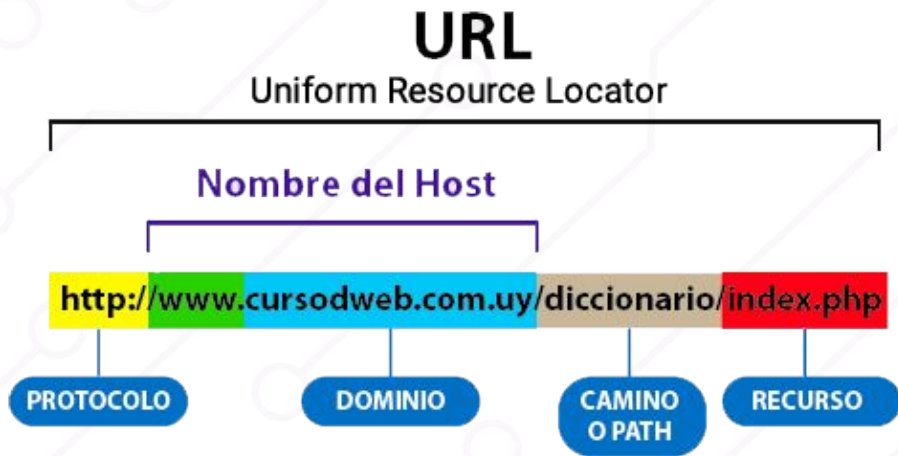 URL
Uniform Resource Locator
Nombre del Host
http://www.cursodweb.com.uy/diccionario/index.php
PROTOCOLO
DOMINIO
CAMINO
O PATH
RECURSO